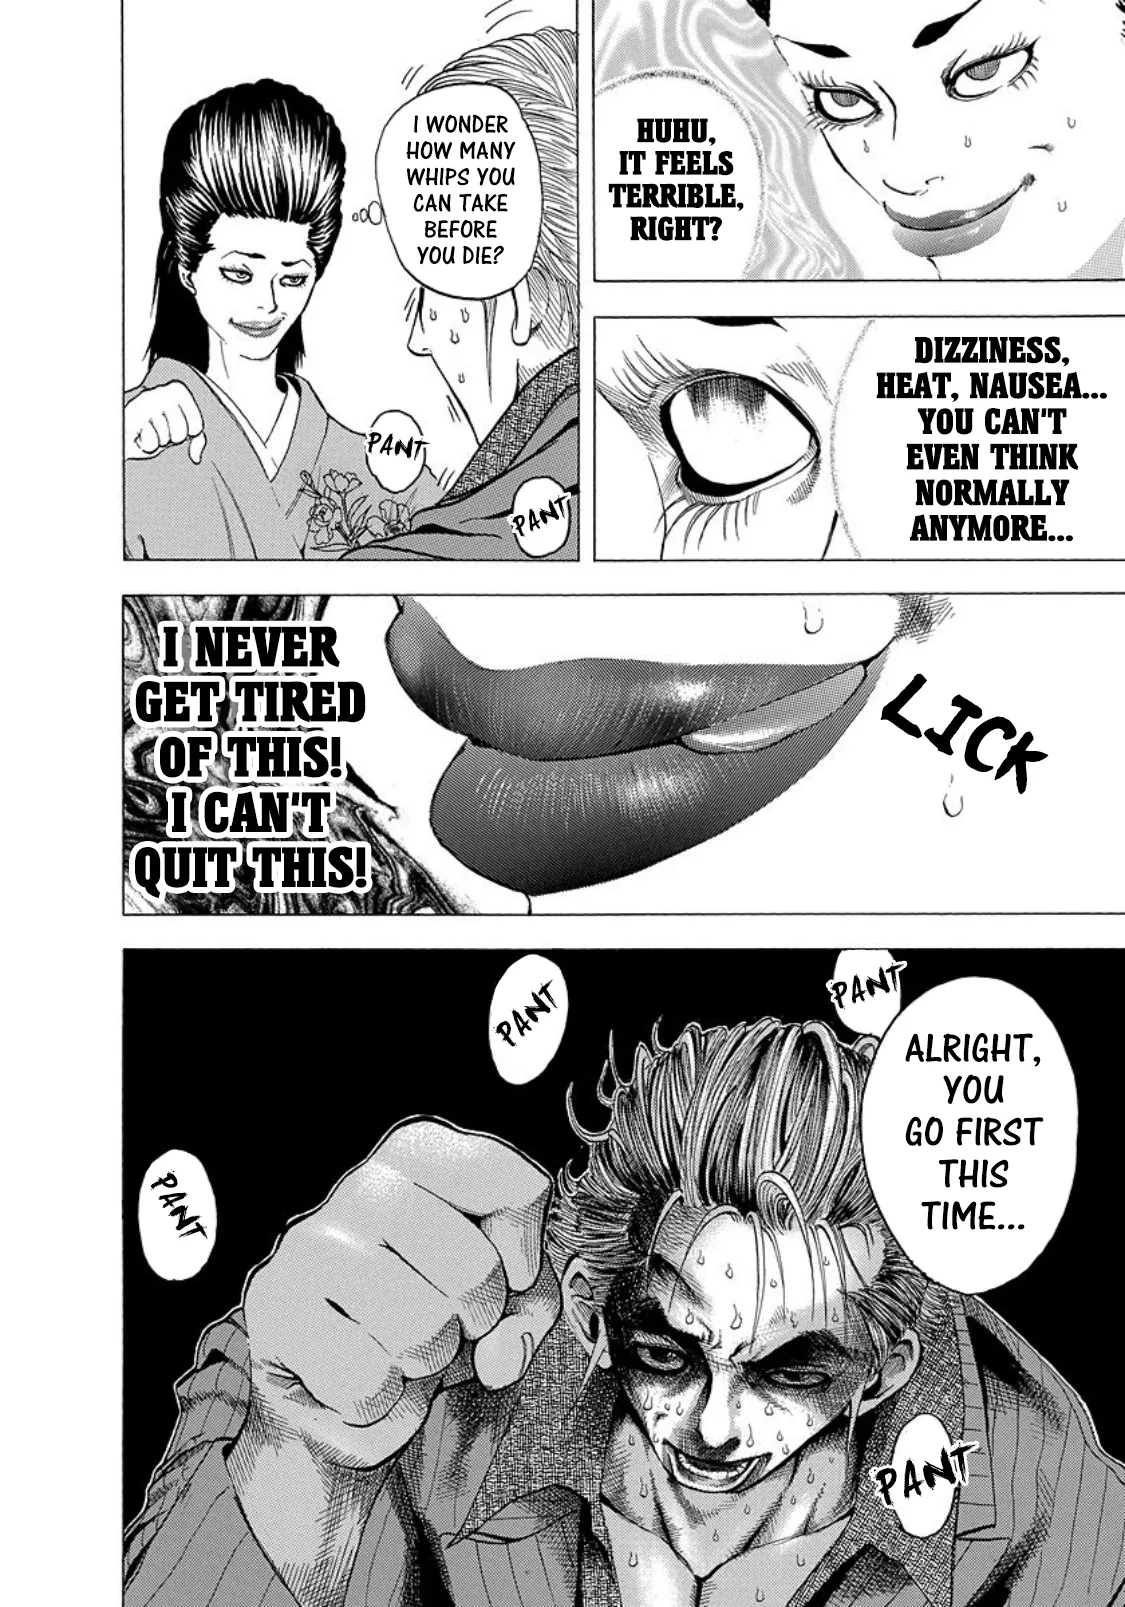 HUHU,
IT FEELS
TERRIBLE,
RIGHT?
I WONDER
HOW MANY
WHIPS YOU
CAN TAKE
BEFORE
YOU DIE?
PANT
PANT
DIZZINESS,
HEAT, NAUSEA...
YOU CAN'T
EVEN THINK
NORMALLY
ANYMORE...
I NEVER
GET TIRED
OF THIS!
I CAN'T
QUIT THIS!
LICK
PANT
PANT
ALRIGHT,
YOU
GO FIRST
THIS
TIME...
PANT
PANT